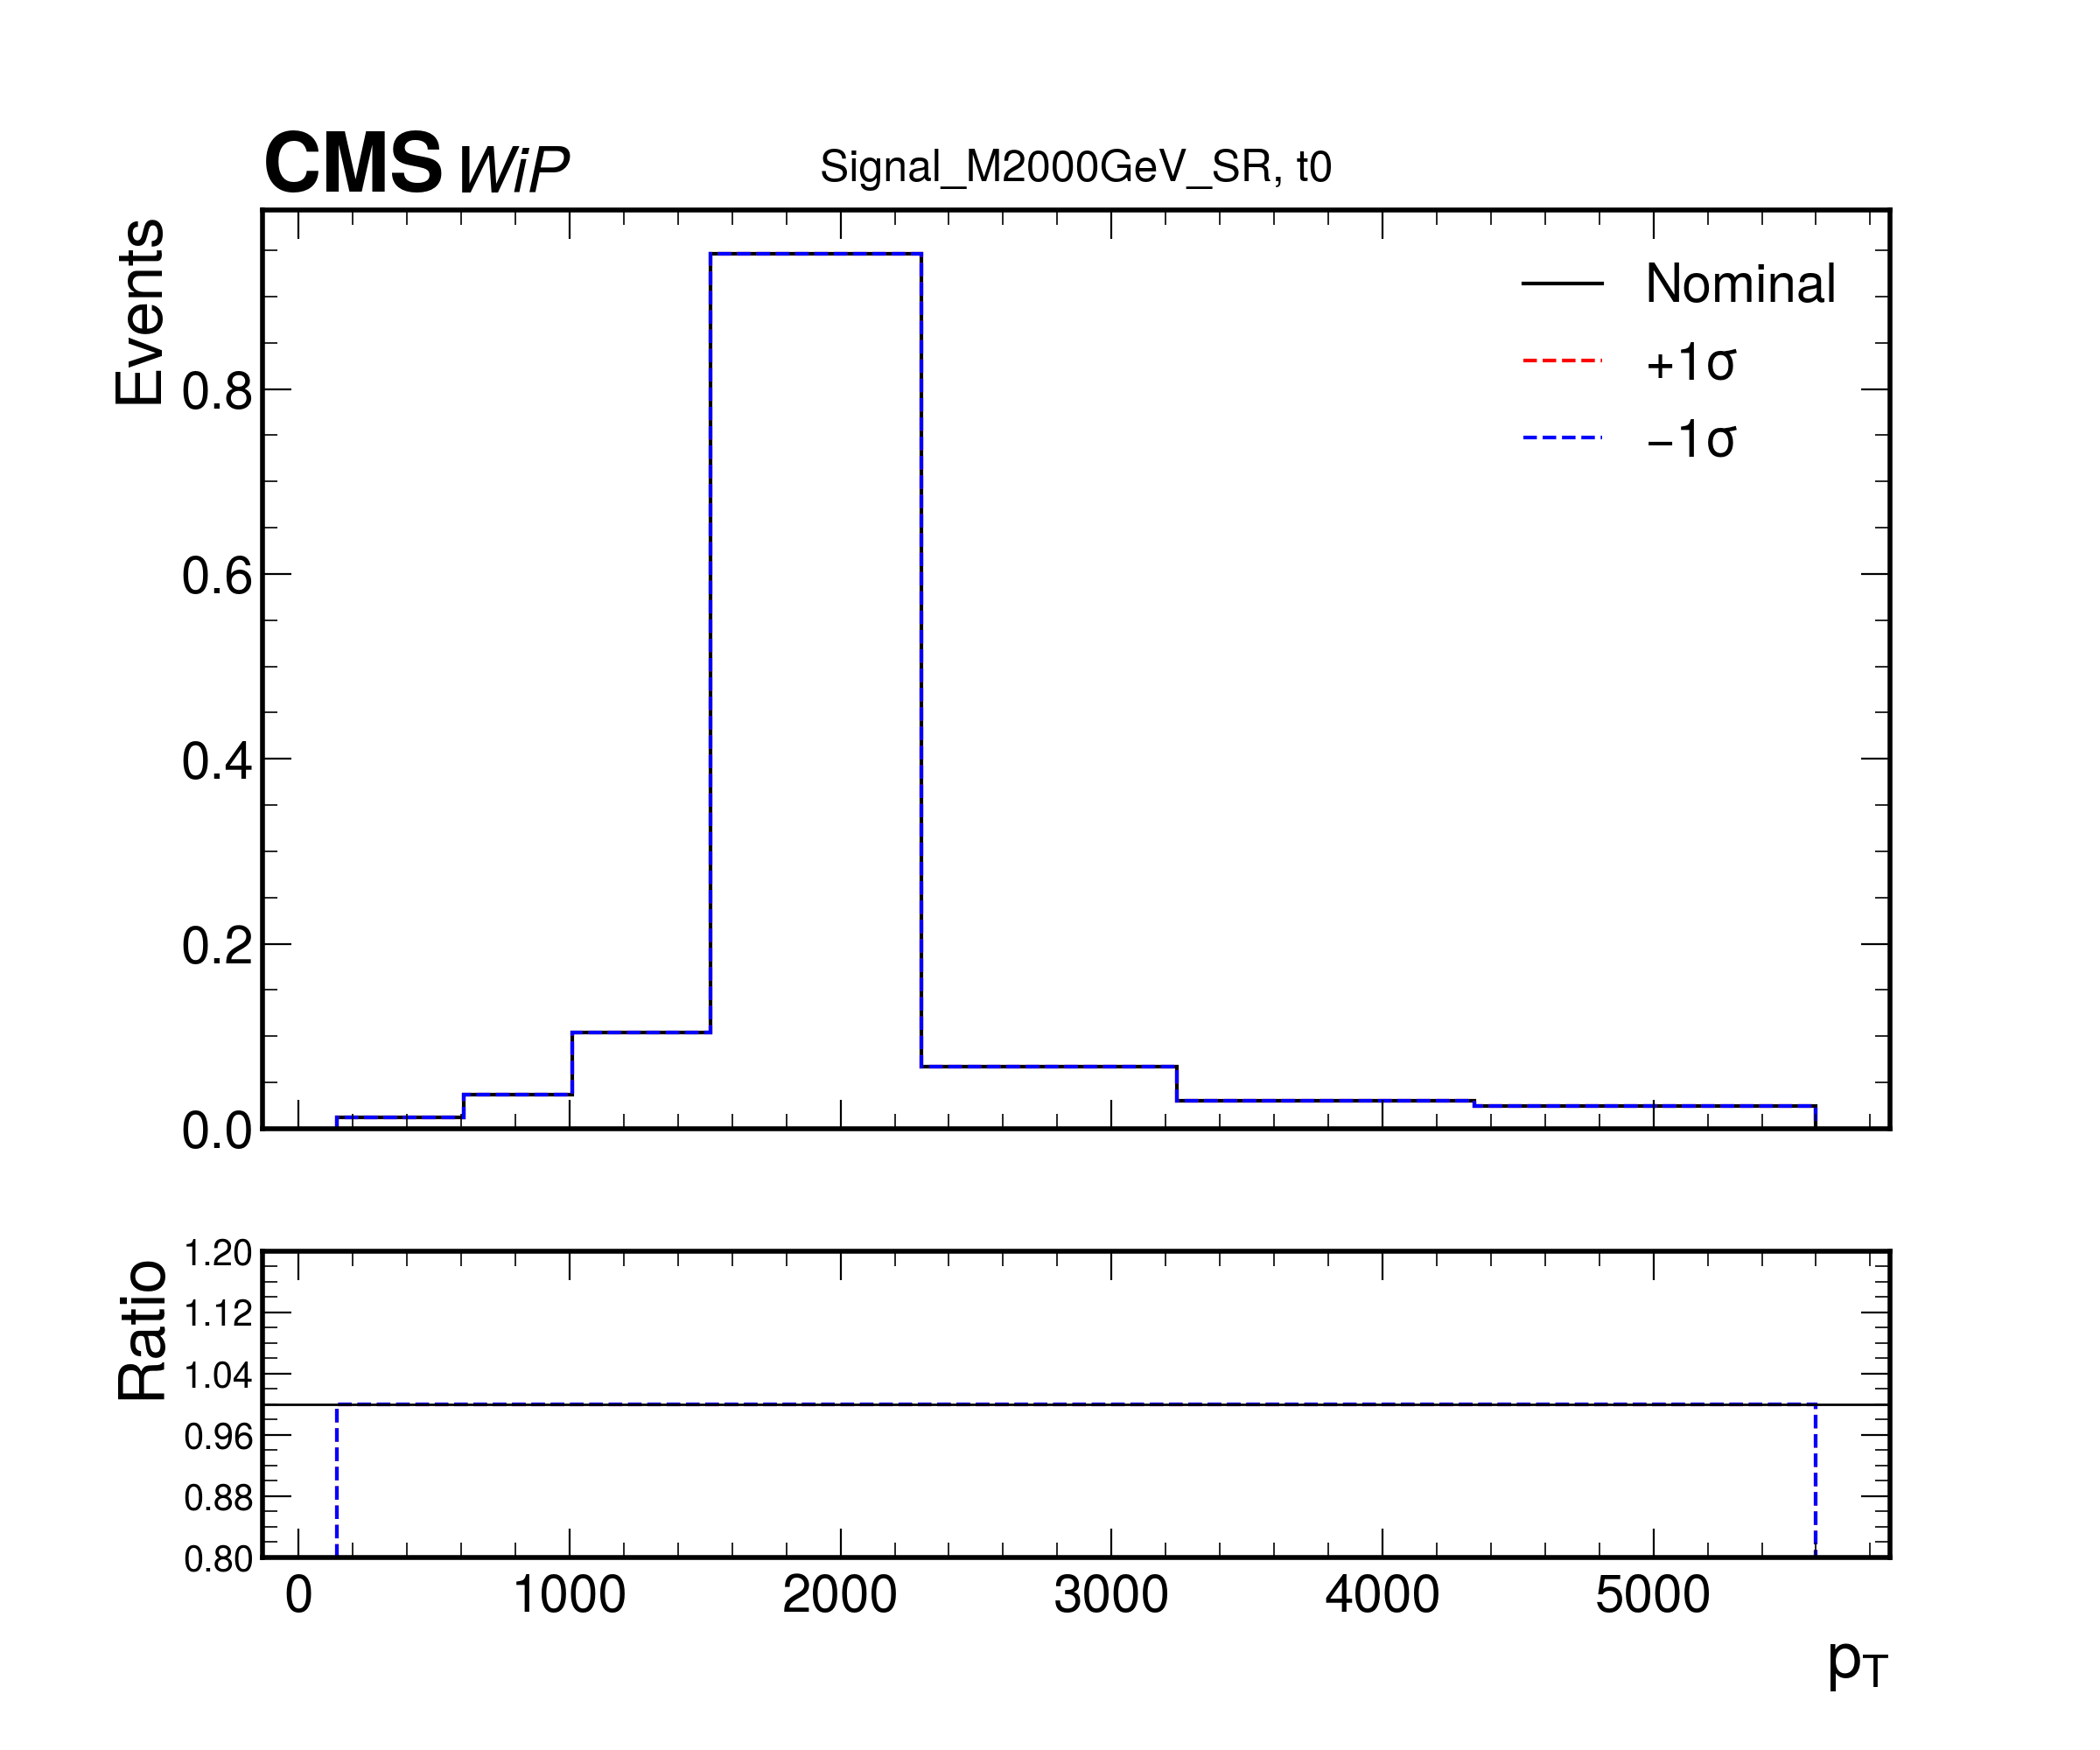 CMS WiP Signal_M2000GeV_SR, t0
Events
0.8
0.6
0.4
0.2
0.0
Nominal
+1σ
−1σ
Ratio
1.20
1.12
1.04
0.96
0.88
0.80
0 1000 2000 3000 4000 5000
pT